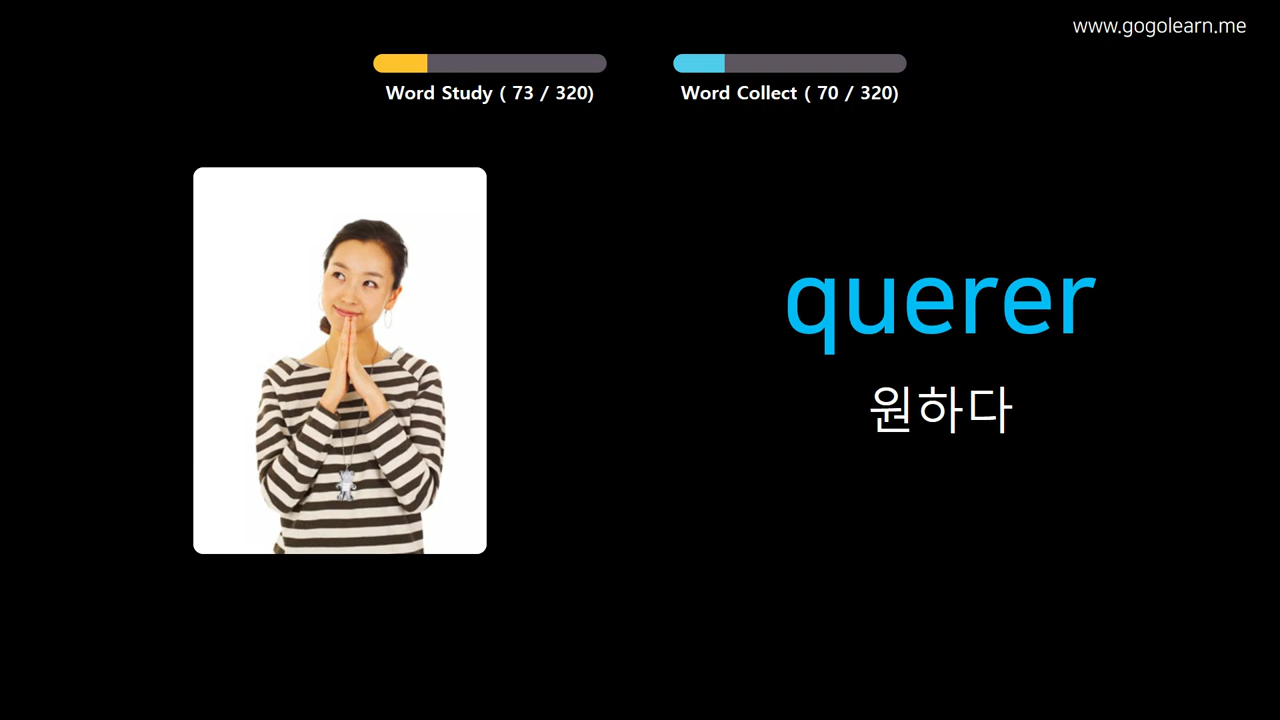 www.gogolearn.me
Word Study ( 73 / 320)
Word Collect ( 70 / 320)
querer
원하다